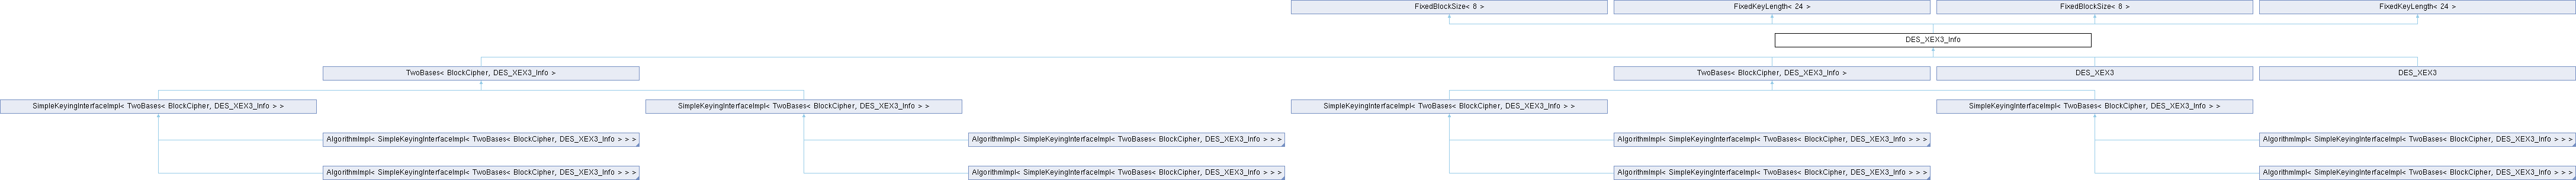 FixedBlockSize< 8 > FixedKeyLength< 24 > FixedBlockSize< 8 > FixedKeyLength< 24 >
DES_XEX3_Info
TwoBases< BlockCipher, DES_XEX3_Info > TwoBases< BlockCipher, DES_XEX3_Info > DES_XEX3 DES_XEX3
SimpleKeyingInterfaceImpl< TwoBases< BlockCipher, DES_XEX3_Info > > SimpleKeyingInterfaceImpl< TwoBases< BlockCipher, DES_XEX3_Info > > SimpleKeyingInterfaceImpl< TwoBases< BlockCipher, DES_XEX3_Info > > SimpleKeyingInterfaceImpl< TwoBases< BlockCipher, DES_XEX3_Info > >
AlgorithmImpl< SimpleKeyingInterfaceImpl< TwoBases< BlockCipher, DES_XEX3_Info > > > AlgorithmImpl< SimpleKeyingInterfaceImpl< TwoBases< BlockCipher, DES_XEX3_Info > > > AlgorithmImpl< SimpleKeyingInterfaceImpl< TwoBases< BlockCipher, DES_XEX3_Info > > > AlgorithmImpl< SimpleKeyingInterfaceImpl< TwoBases< BlockCipher, DES_XEX3_Info > > >
AlgorithmImpl< SimpleKeyingInterfaceImpl< TwoBases< BlockCipher, DES_XEX3_Info > > > AlgorithmImpl< SimpleKeyingInterfaceImpl< TwoBases< BlockCipher, DES_XEX3_Info > > > AlgorithmImpl< SimpleKeyingInterfaceImpl< TwoBases< BlockCipher, DES_XEX3_Info > > > AlgorithmImpl< SimpleKeyingInterfaceImpl< TwoBases< BlockCipher, DES_XEX3_Info > > >